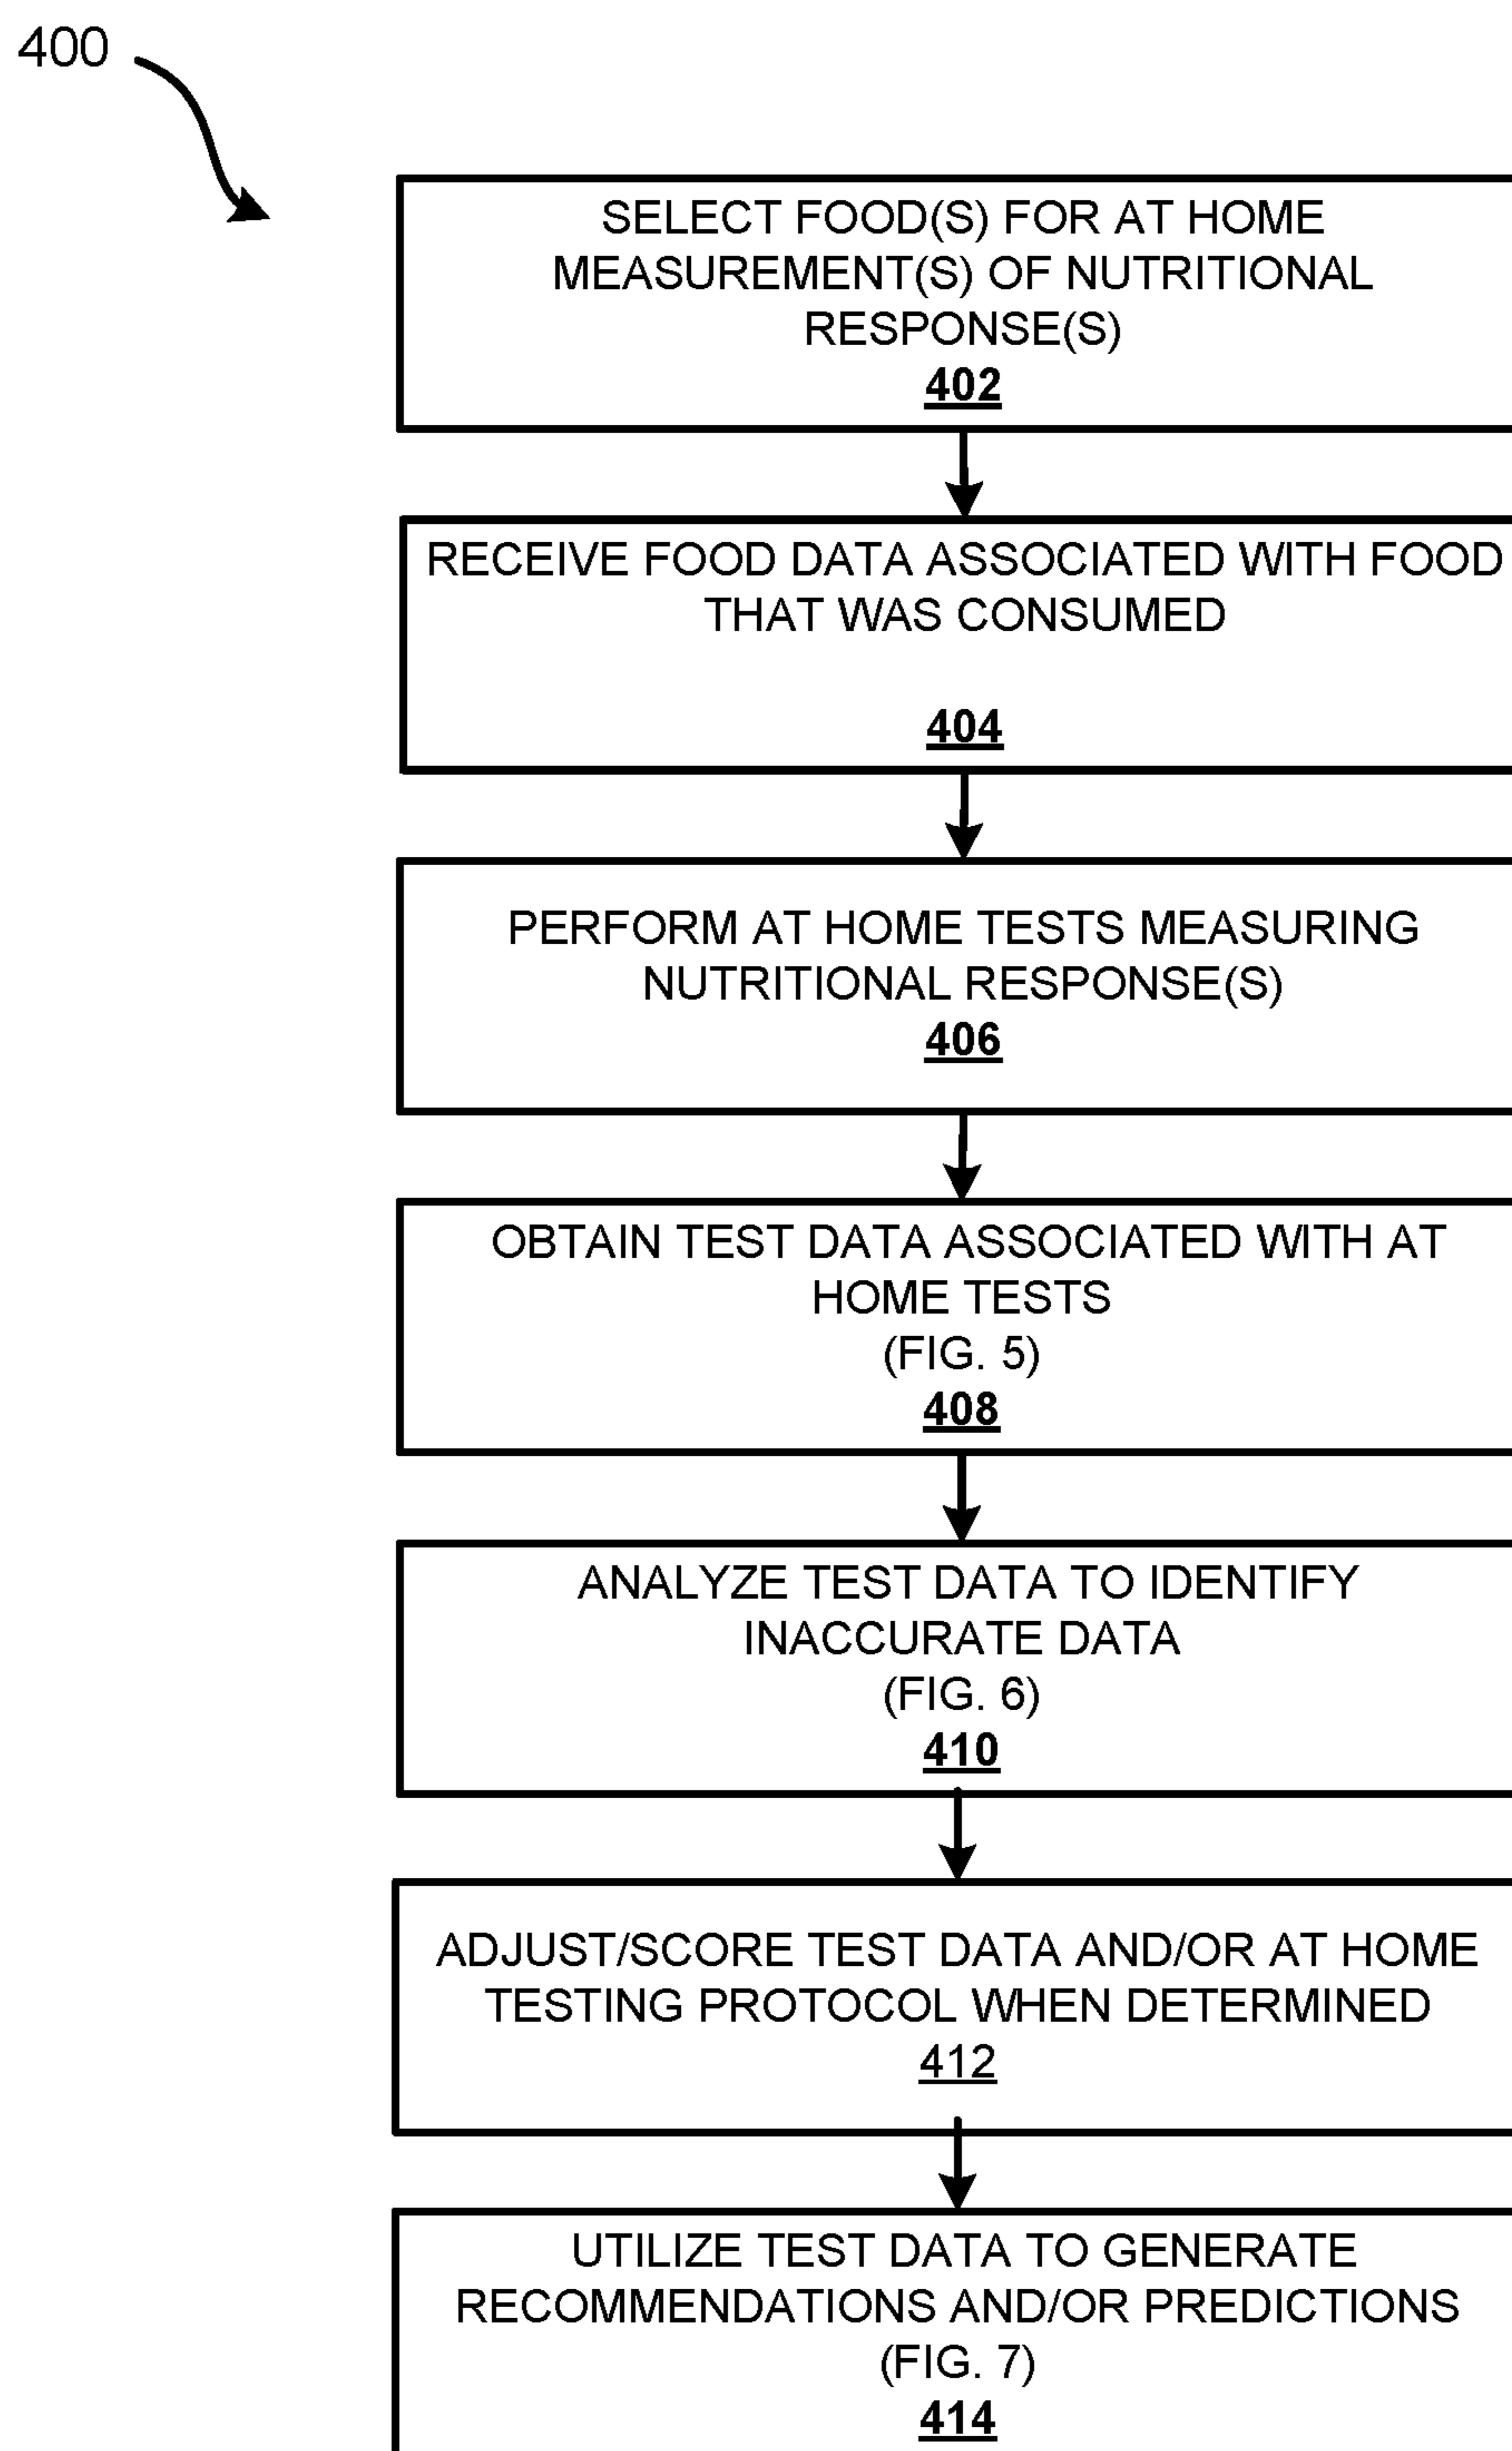 400
SELECT FOOD(S) FOR AT HOME
MEASUREMENT(S) OF NUTRITIONAL
RESPONSE(S)
402
RECEIVE FOOD DATA ASSOCIATED WITH FOOD
THAT WAS CONSUMED
404
PERFORM AT HOME TESTS MEASURING
NUTRITIONAL RESPONSE(S)
406
OBTAIN TEST DATA ASSOCIATED WITH AT
HOME TESTS
(FIG. 5)
408
ANALYZE TEST DATA TO IDENTIFY
INACCURATE DATA
(FIG. 6)
410
ADJUST/SCORE TEST DATA AND/OR AT HOME
TESTING PROTOCOL WHEN DETERMINED
412
UTILIZE TEST DATA TO GENERATE
RECOMMENDATIONS AND/OR PREDICTIONS
(FIG. 7)
414